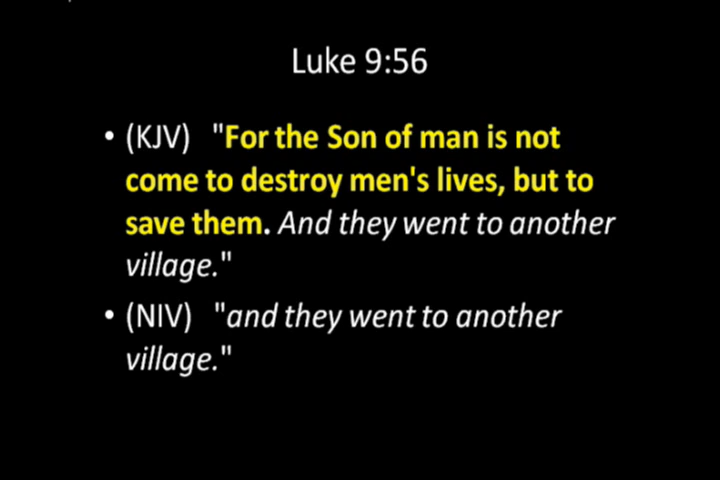 Luke 9:56
• (KJV) "For the Son of man is not
come to destroy men's lives, but to
save them. And they went to another
village."
• (NIV) "and they went to another
village."